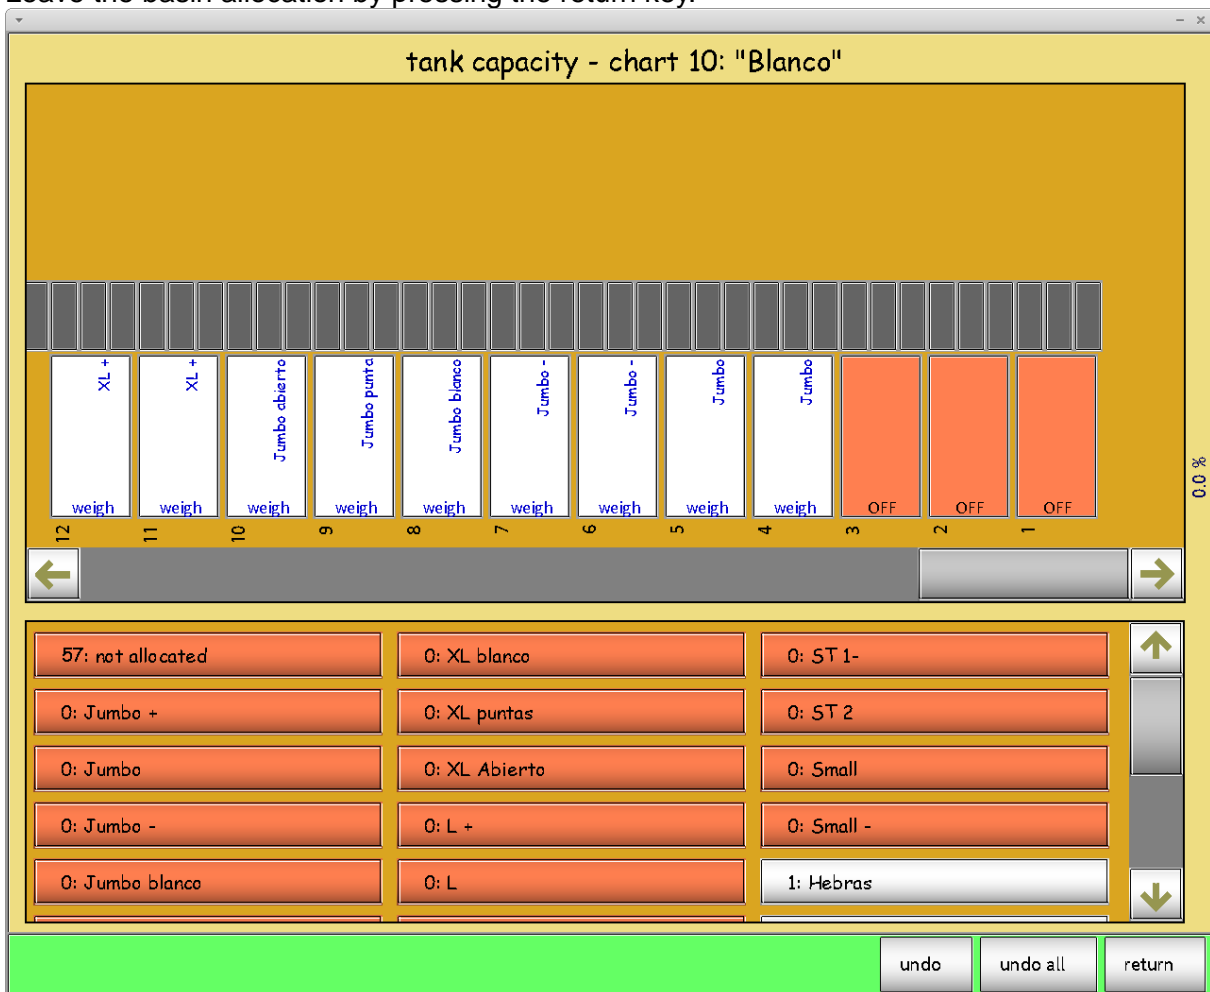 Leave the basin allocation by pressing the return key.
tank capacity - chart 10: "Blanco"
XL +
XL +
Jumbo abierto
Jumbo punta
Jumbo blanco
Jumbo -
Jumbo -
Jumbo
Jumbo
weigh weigh weigh weigh weigh weigh weigh weigh weigh OFF OFF OFF
12 11 10 9 8 7 6 5 4 3 2 1
0.0 %
57: not allocated 0: XL blanco 0: ST 1-
0: Jumbo + 0: XL puntas 0: ST 2
0: Jumbo 0: XL Abierto 0: Small
0: Jumbo - 0: L + 0: Small -
0: Jumbo blanco 0: L 1: Hebras
undo undo all return